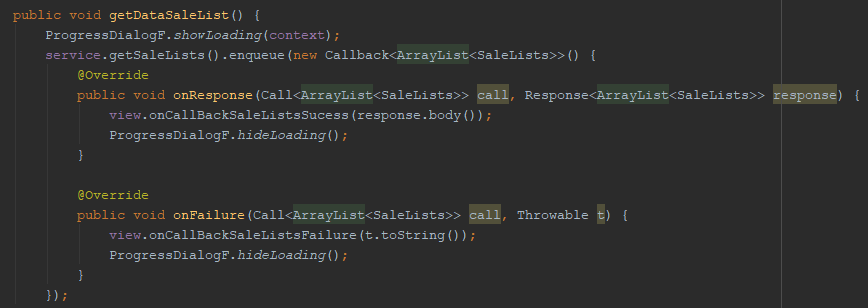 public void getDataSaleList() {
    ProgressDialogF.showLoading(context);
    service.getSaleLists().enqueue(new Callback<ArrayList<SaleLists>>() {
        @Override
        public void onResponse(Call<ArrayList<SaleLists>> call, Response<ArrayList<SaleLists>> response) {
            view.onCallBackSaleListsSucess(response.body());
            ProgressDialogF.hideLoading();
        }

        @Override
        public void onFailure(Call<ArrayList<SaleLists>> call, Throwable t) {
            view.onCallBackSaleListsFailure(t.toString());
            ProgressDialogF.hideLoading();
        }
    });